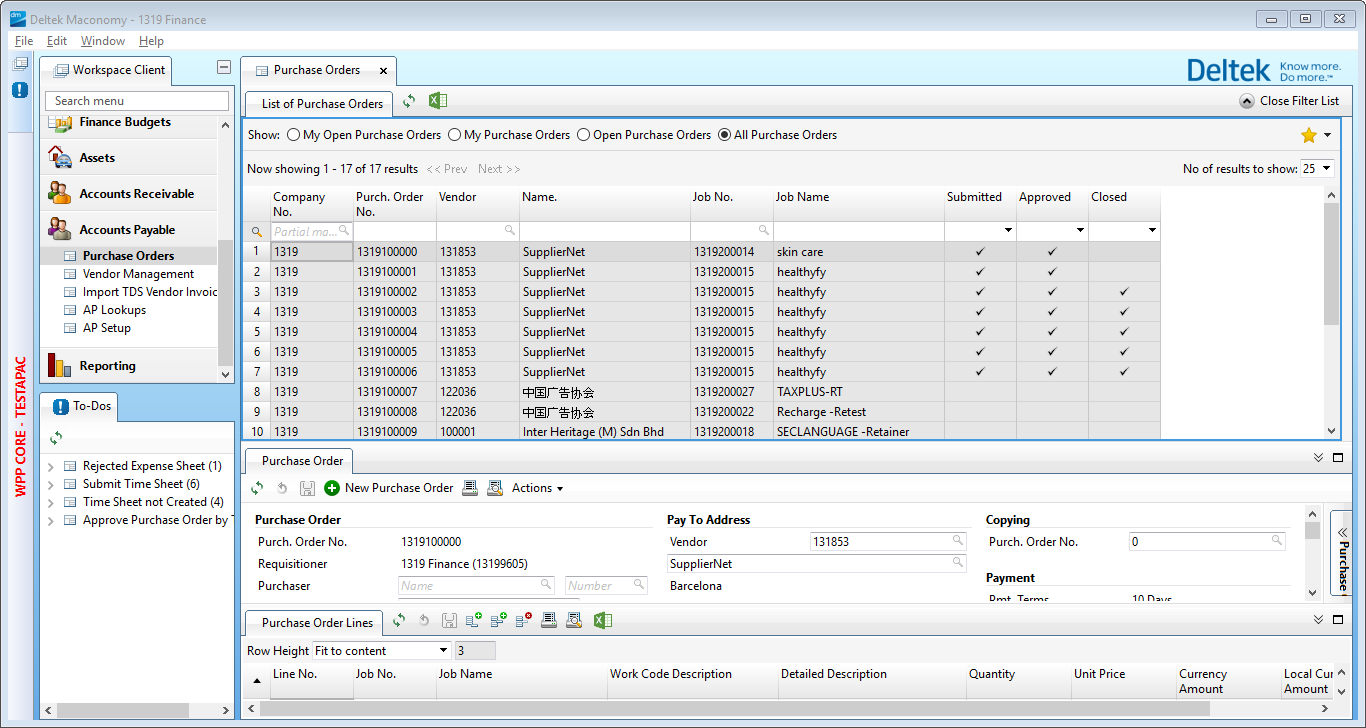 Deltek Maconomy - 1319 Finance
File Edit Window Help
Workspace Client
Search menu
Finance Budgets
Assets
Accounts Receivable
Accounts Payable
Purchase Orders
Vendor Management
Import TDS Vendor Invoic
AP Lookups
AP Setup
Reporting
WPP CORE - TESTAPAC
To-Dos
Rejected Expense Sheet (1)
Submit Time Sheet (6)
Time Sheet not Created (4)
Approve Purchase Order by
Purchase Orders
Deltek Know more.
Do more.™
List of Purchase Orders
Close Filter List
Show: My Open Purchase Orders My Purchase Orders Open Purchase Orders All Purchase Orders
Now showing 1 - 17 of 17 results << Prev Next >> No of results to show: 25
Company No. Purch. Order No. Vendor Name. Job No. Job Name Submitted Approved Closed
Partial ma...
1 1319 1319100000 131853 SupplierNet 1319200014 skin care ✓ ✓
2 1319 1319100001 131853 SupplierNet 1319200015 healthyfy ✓ ✓
3 1319 1319100002 131853 SupplierNet 1319200015 healthyfy ✓ ✓ ✓
4 1319 1319100003 131853 SupplierNet 1319200015 healthyfy ✓ ✓ ✓
5 1319 1319100004 131853 SupplierNet 1319200015 healthyfy ✓ ✓ ✓
6 1319 1319100005 131853 SupplierNet 1319200015 healthyfy ✓ ✓ ✓
7 1319 1319100006 131853 SupplierNet 1319200015 healthyfy ✓ ✓ ✓
8 1319 1319100007 122036 中国广告协会 1319200027 TAXPLUS-RT
9 1319 1319100008 122036 中国广告协会 1319200022 Recharge -Retest
10 1319 1319100009 100001 Inter Heritage (M) Sdn Bhd 1319200018 SECLANGUAGE -Retainer
Purchase Order
New Purchase Order Actions
Purchase Order Pay To Address Copying
Purch. Order No. 1319100000 Vendor 131853 Purch. Order No. 0
Requisitioner 1319 Finance (13199605) SupplierNet
Payment
Purchaser Name Number Barcelona
Pmt. Terms 10 Days
Purchase
Purchase Order Lines
Row Height Fit to content 3
Line No. Job No. Job Name Work Code Description Detailed Description Quantity Unit Price Currency Amount Local Cur Amount